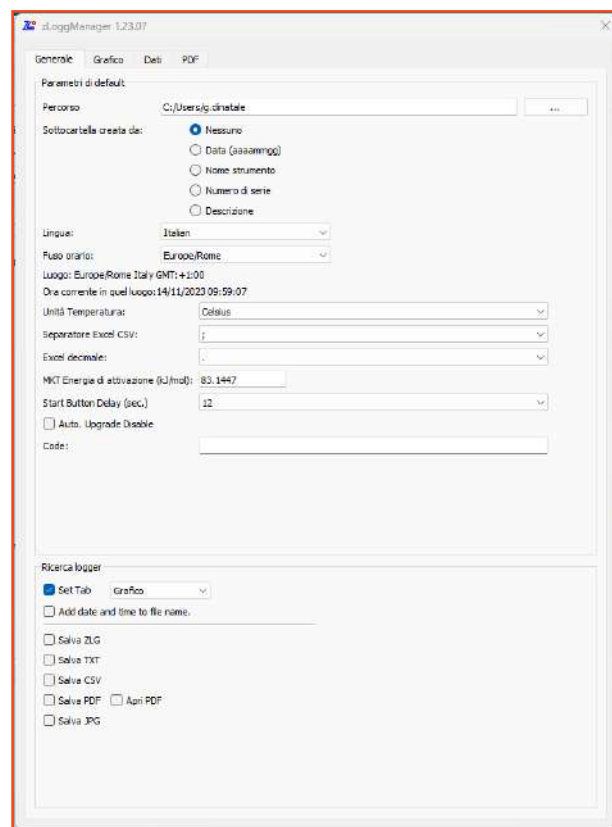 zLoggManager 1.23.07
Generale Grafico Dati PDF
Parametri di default
Percorso C:/Users/g.dinatale ...
Sottocartella creata da: Nessuno
Data (aaaammgg)
Nome strumento
Numero di serie
Descrizione
Lingua: Italian
Fuso orario: Europe/Rome
Luogo: Europe/Rome Italy GMT:+1:00
Ora corrente in quel luogo:14/11/2023 09:59:07
Unità Temperatura: Celsius
Separatore Excel CSV: ;
Excel decimale: .
MKT Energia di attivazione (kJ/mol): 83.1447
Start Button Delay (sec.) 12
Auto. Upgrade Disable
Code:
Ricerca logger
Set Tab Grafico
Add date and time to file name.
Salva ZLG
Salva TXT
Salva CSV
Salva PDF Apri PDF
Salva JPG